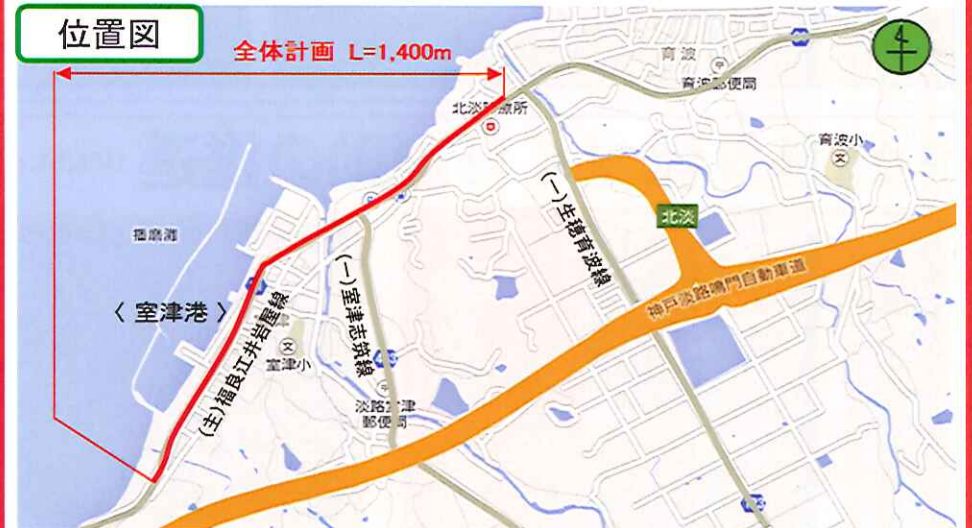 位置図
全体計画 L=1,400m
育波
育波郵便局
北淡診療所
育波小
(一)生穂育波線
北淡
播磨灘
神戸淡路鳴門自動車道
〈 室津港 〉
(主)福良江井岩屋線
(一)室津志筑線
室津小
淡路室津
郵便局